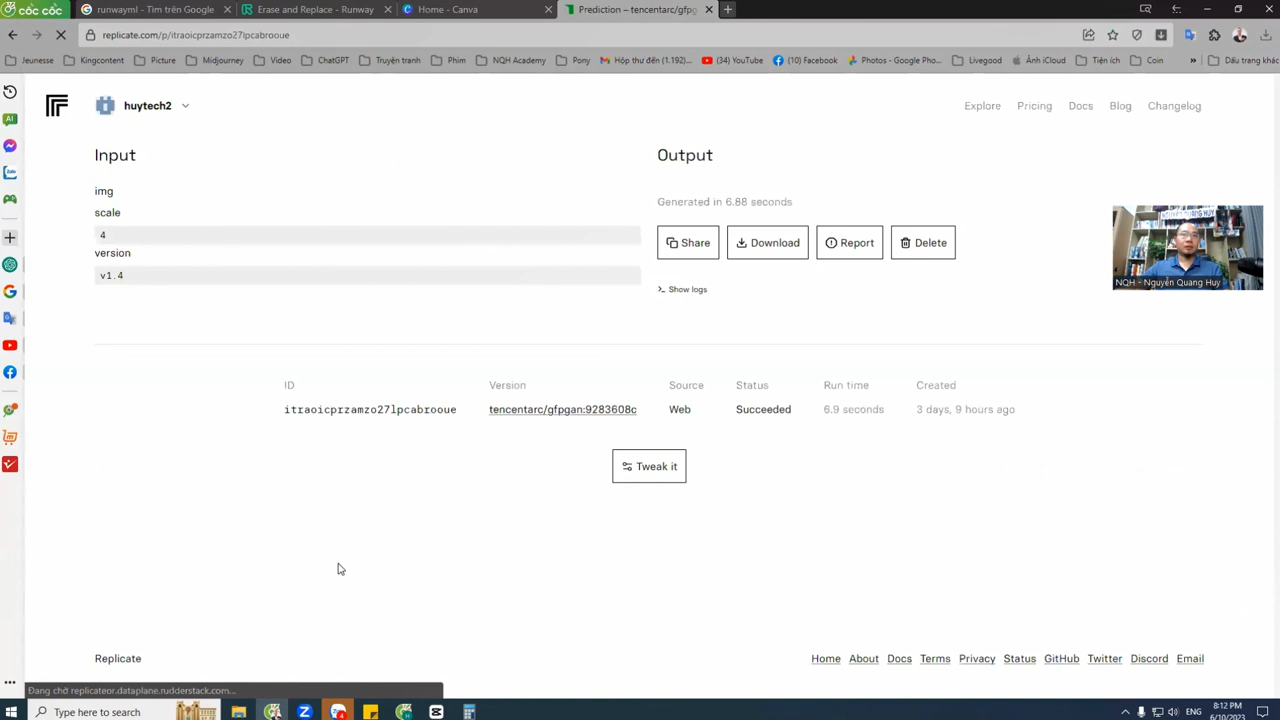 cốc cốc
runwayml - Tìm trên Google
Erase and Replace - Runway
Home - Canva
Prediction – tencentarc/gfpg
replicate.com/p/itraoicprzamzo27lpcabrooue
Jeunesse
Kingcontent
Picture
Midjourney
Video
ChatGPT
Truyện tranh
Phim
NQH Academy
Pony
Hộp thư đến (1.192)...
(34) YouTube
(10) Facebook
Photos - Google Pho...
Livegood
Ảnh iCloud
Tiện ích
Coin
Dấu trang khác
huytech2
Explore
Pricing
Docs
Blog
Changelog
Input
Output
img
Generated in 6.88 seconds
scale
4
Share
Download
Report
Delete
version
v1.4
Show logs
NGUYỄN QUANG HUY
NQH - Nguyễn Quang Huy
ID
Version
Source
Status
Run time
Created
itraoicprzamzo27lpcabrooue
tencentarc/gfpgan:9283608c
Web
Succeeded
6.9 seconds
3 days, 9 hours ago
Tweak it
Replicate
Home
About
Docs
Terms
Privacy
Status
GitHub
Twitter
Discord
Email
Đang chờ replicateor.dataplane.rudderstack.com...
Type here to search
ENG
8:12 PM
6/10/2023